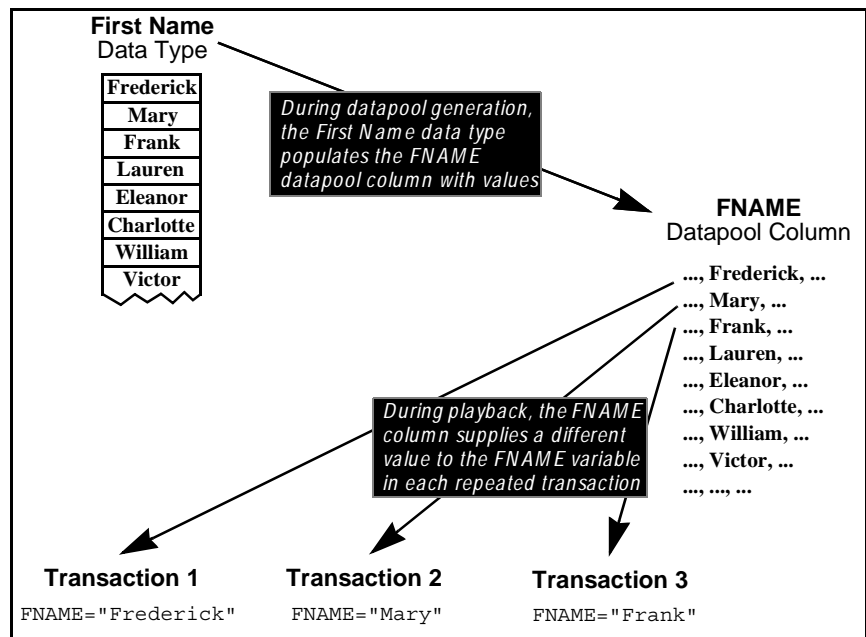 First Name
Data Type
Frederick
Mary
Frank
Lauren
Eleanor
Charlotte
William
Victor
During datapool generation,
the First Name data type
populates the FNAME
datapool column with values
FNAME
Datapool Column
..., Frederick, ...
..., Mary, ...
..., Frank, ...
..., Lauren, ...
..., Eleanor, ...
..., Charlotte, ...
..., William, ...
..., Victor, ...
..., ..., ...
During playback, the FNAME
column supplies a different
value to the FNAME variable
in each repeated transaction
Transaction 1
FNAME="Frederick"
Transaction 2
FNAME="Mary"
Transaction 3
FNAME="Frank"